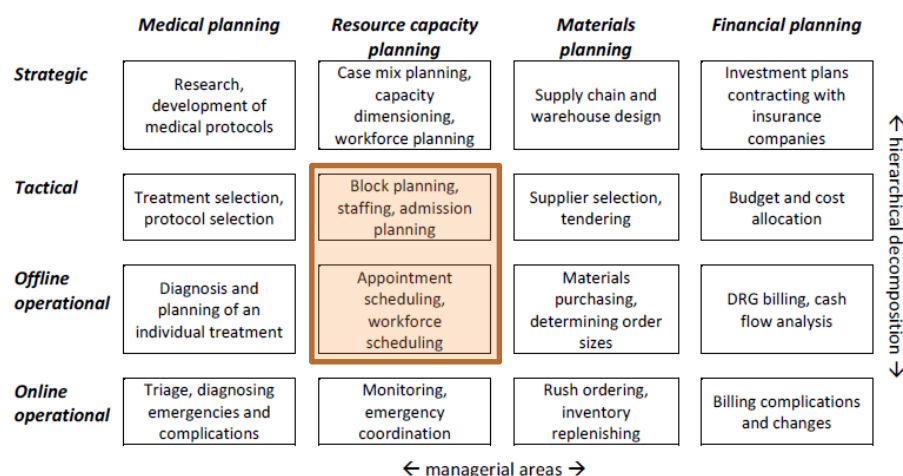 Medical planning
Resource capacity
planning
Materials
planning
Financial planning
Strategic
Research,
development of
medical protocols
Case mix planning,
capacity
dimensioning,
workforce planning
Supply chain and
warehouse design
Investment plans
contracting with
insurance
companies
Tactical
Treatment selection,
protocol selection
Block planning,
staffing, admission
planning
Supplier selection,
tendering
Budget and cost
allocation
Offline
operational
Diagnosis and
planning of an
individual treatment
Appointment
scheduling,
workforce
scheduling
Materials
purchasing,
determining order
sizes
DRG billing, cash
flow analysis
Online
operational
Triage, diagnosing
emergencies and
complications
Monitoring,
emergency
coordination
Rush ordering,
inventory
replenishing
Billing complications
and changes
← hierarchical decomposition →
← managerial areas →